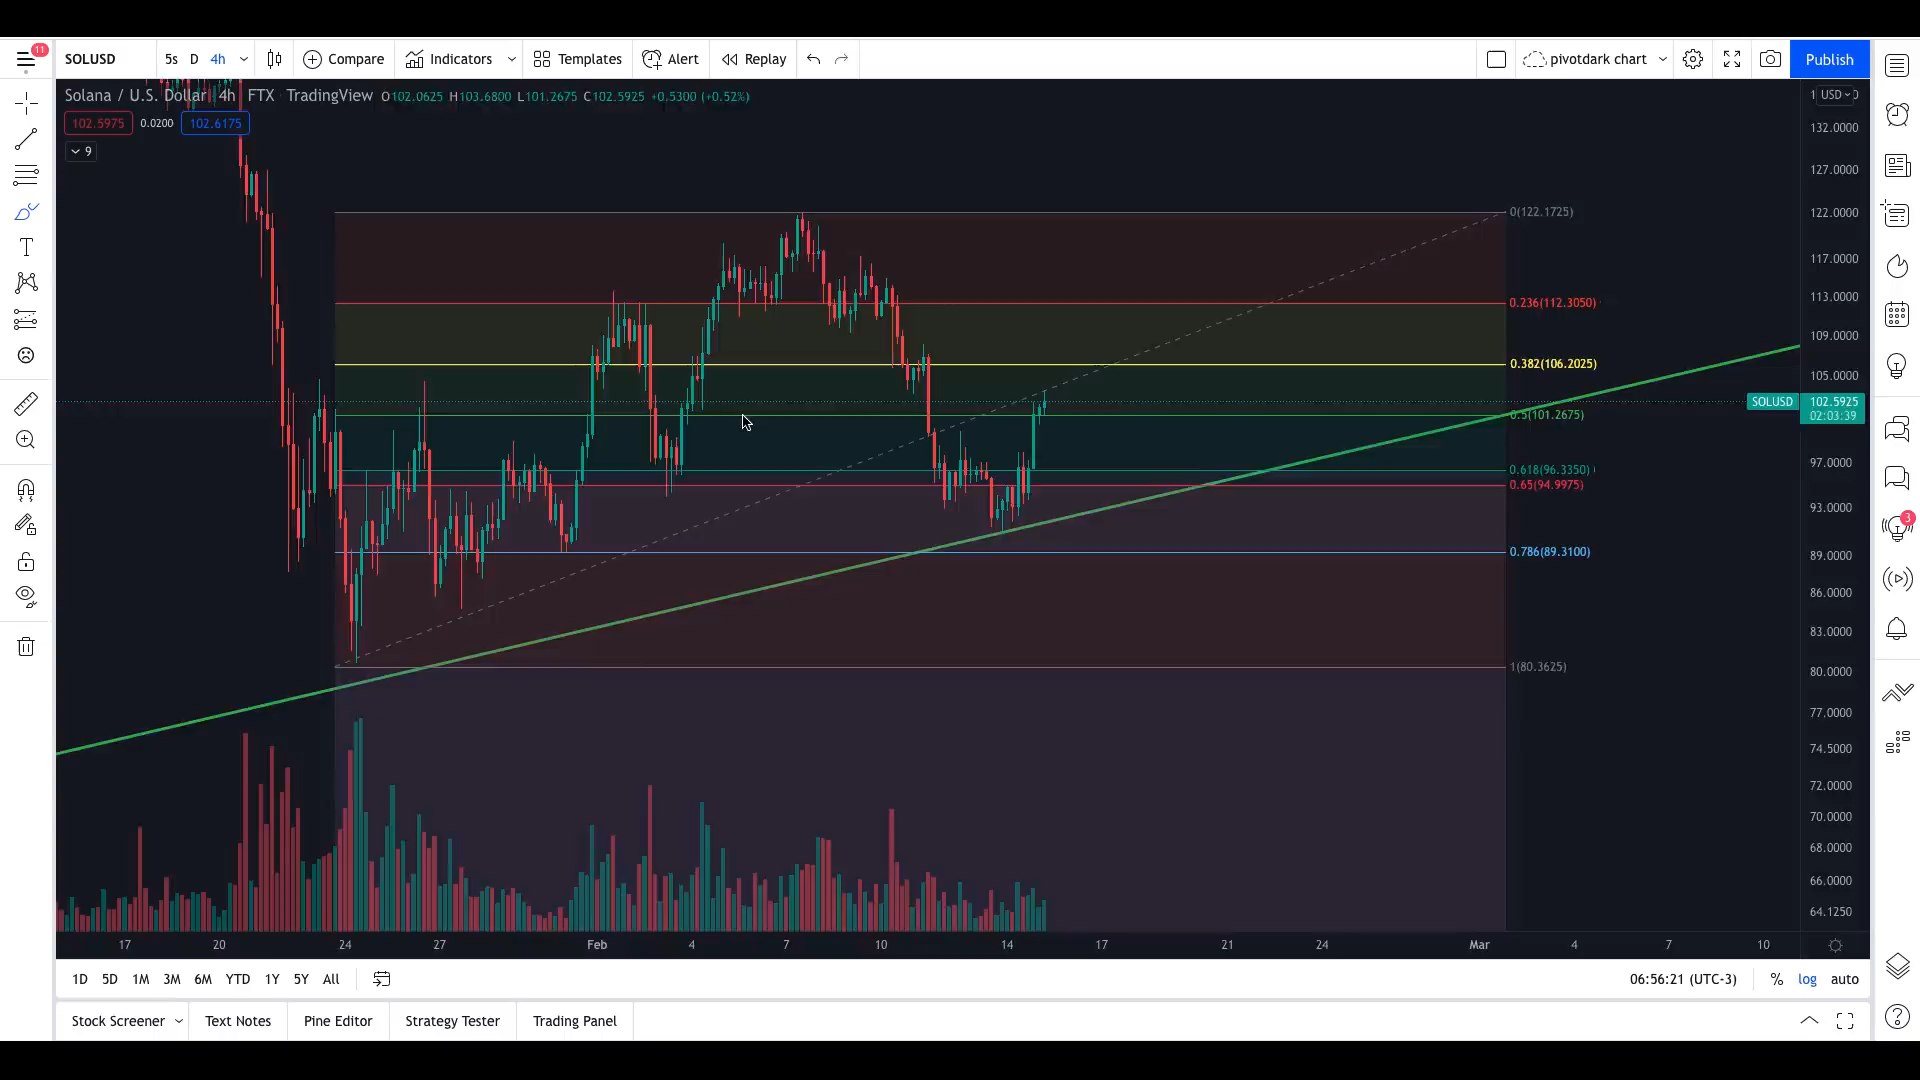 11
SOLUSD
5s D 4h
Compare
Indicators
Templates
Alert
Replay
pivotdark chart
Publish
Solana / U.S. Dollar 4h FTX TradingView O102.0625 H103.6800 L101.2675 C102.5925 +0.5300 (+0.52%)
USD
102.5975 0.0200 102.6175
9
132.0000
127.0000
122.0000
117.0000
113.0000
109.0000
105.0000
SOLUSD 102.5925
02:03:39
97.0000
93.0000
89.0000
86.0000
83.0000
80.0000
77.0000
74.5000
72.0000
70.0000
68.0000
66.0000
64.1250
0(122.1725)
0.236(112.3050)
0.382(106.2025)
0.5(101.2675)
0.618(96.3350)
0.65(94.9975)
0.786(89.3100)
1(80.3625)
3
17 20 24 27 Feb 4 7 10 14 17 21 24 Mar 4 7 10
1D 5D 1M 3M 6M YTD 1Y 5Y All
06:56:21 (UTC-3) % log auto
Stock Screener Text Notes Pine Editor Strategy Tester Trading Panel